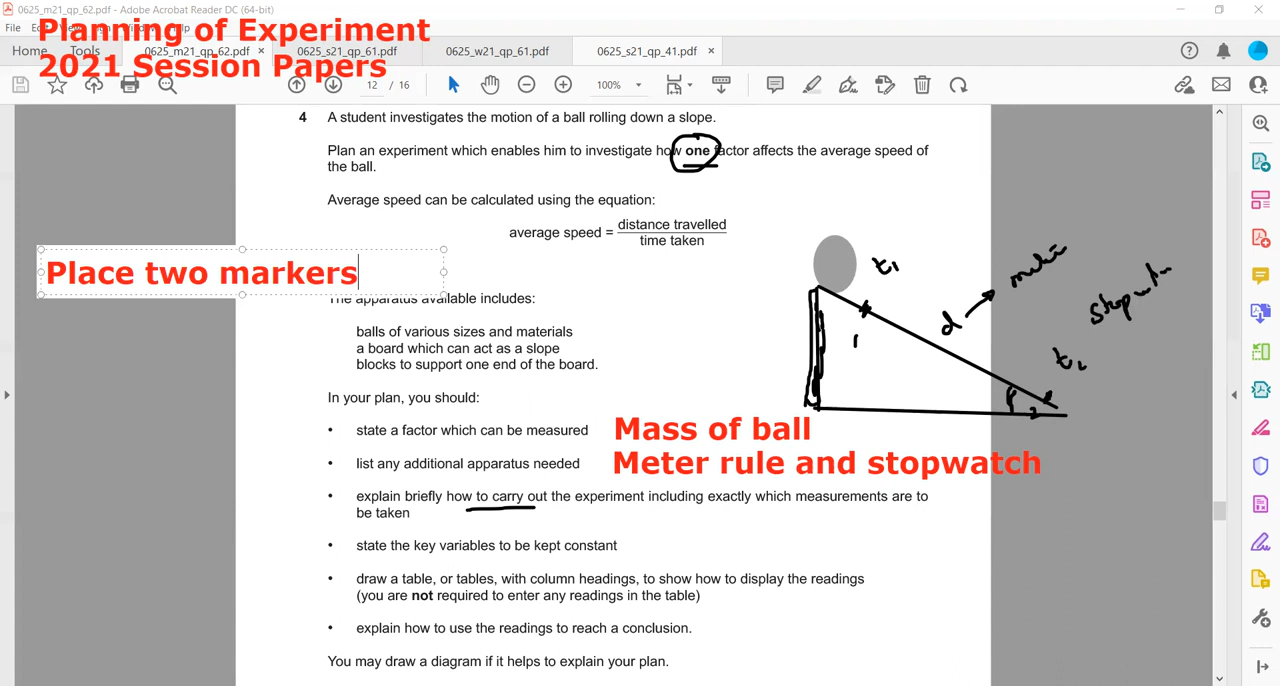 0625_m21_qp_62.pdf - Adobe Acrobat Reader DC (64-bit)
Planning of Experiment
2021 Session Papers
File
Help
Home
Tools
0625_m21_qp_62.pdf
0625_s21_qp_61.pdf
0625_w21_qp_61.pdf
0625_s21_qp_41.pdf
12 / 16
100%
4 A student investigates the motion of a ball rolling down a slope.
Plan an experiment which enables him to investigate how one factor affects the average speed of
the ball.
Average speed can be calculated using the equation:
average speed = distance travelled
time taken
Place two markers
The apparatus available includes:
balls of various sizes and materials
a board which can act as a slope
blocks to support one end of the board.
t1
d
1
t2
2
In your plan, you should:
• state a factor which can be measured
Mass of ball
• list any additional apparatus needed
Meter rule and stopwatch
• explain briefly how to carry out the experiment including exactly which measurements are to
be taken
• state the key variables to be kept constant
• draw a table, or tables, with column headings, to show how to display the readings
(you are not required to enter any readings in the table)
• explain how to use the readings to reach a conclusion.
You may draw a diagram if it helps to explain your plan.